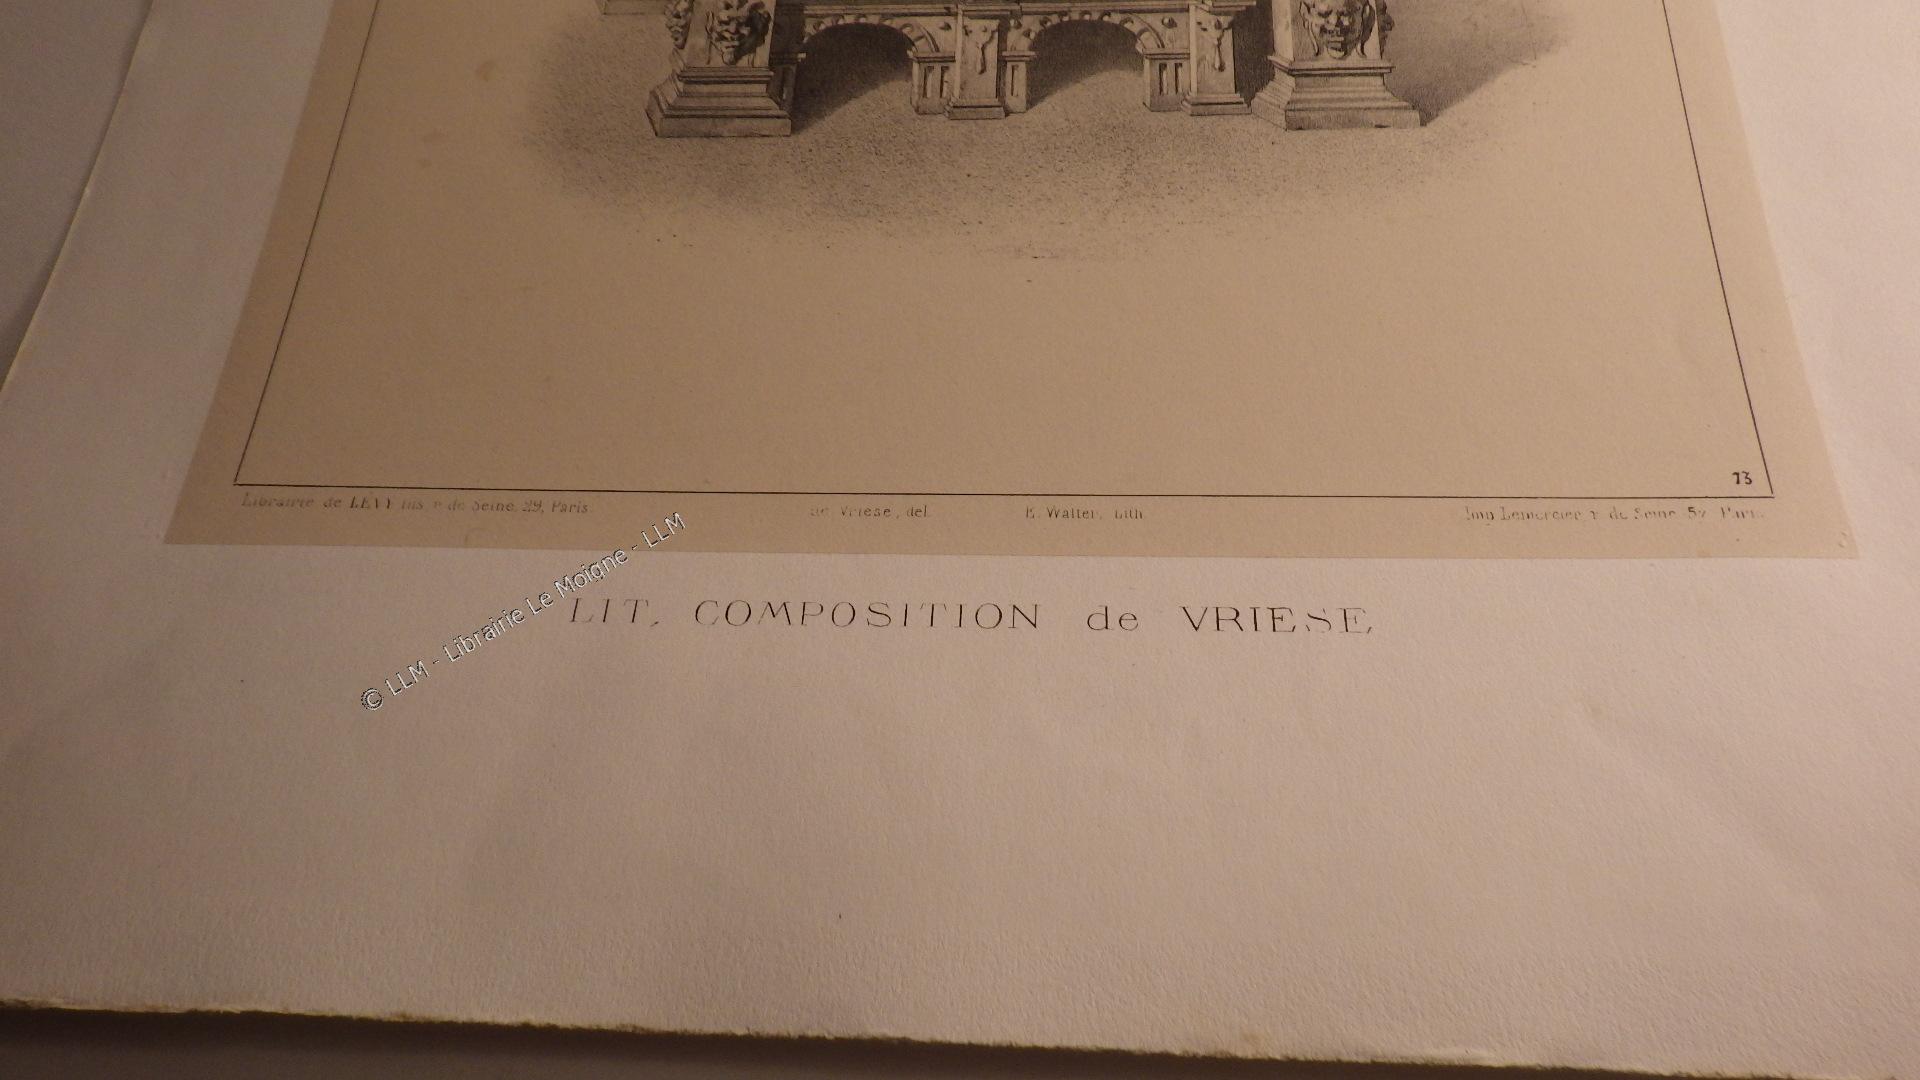 73
Librairie de LEVY fils r. de Seine, 29, Paris.
de Vriese, del.
E. Walter, Lith.
Imp Lemercier r. de Seine 57 Paris.
LIT, COMPOSITION de VRIESE
© LLM - Librairie Le Moigne - LLM